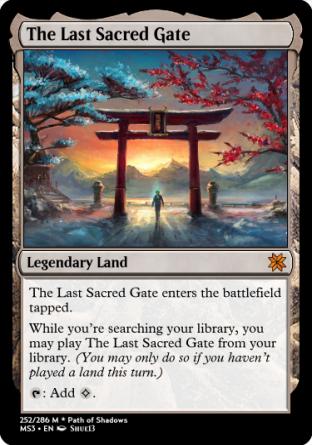 The Last Sacred Gate
Legendary Land
The Last Sacred Gate enters the battlefield
tapped.
While you're searching your library, you
may play The Last Sacred Gate from your
library. (You may only do so if you haven't
played a land this turn.)
: Add .
252/286 M * Path of Shadows
MS3 • EN Shue13